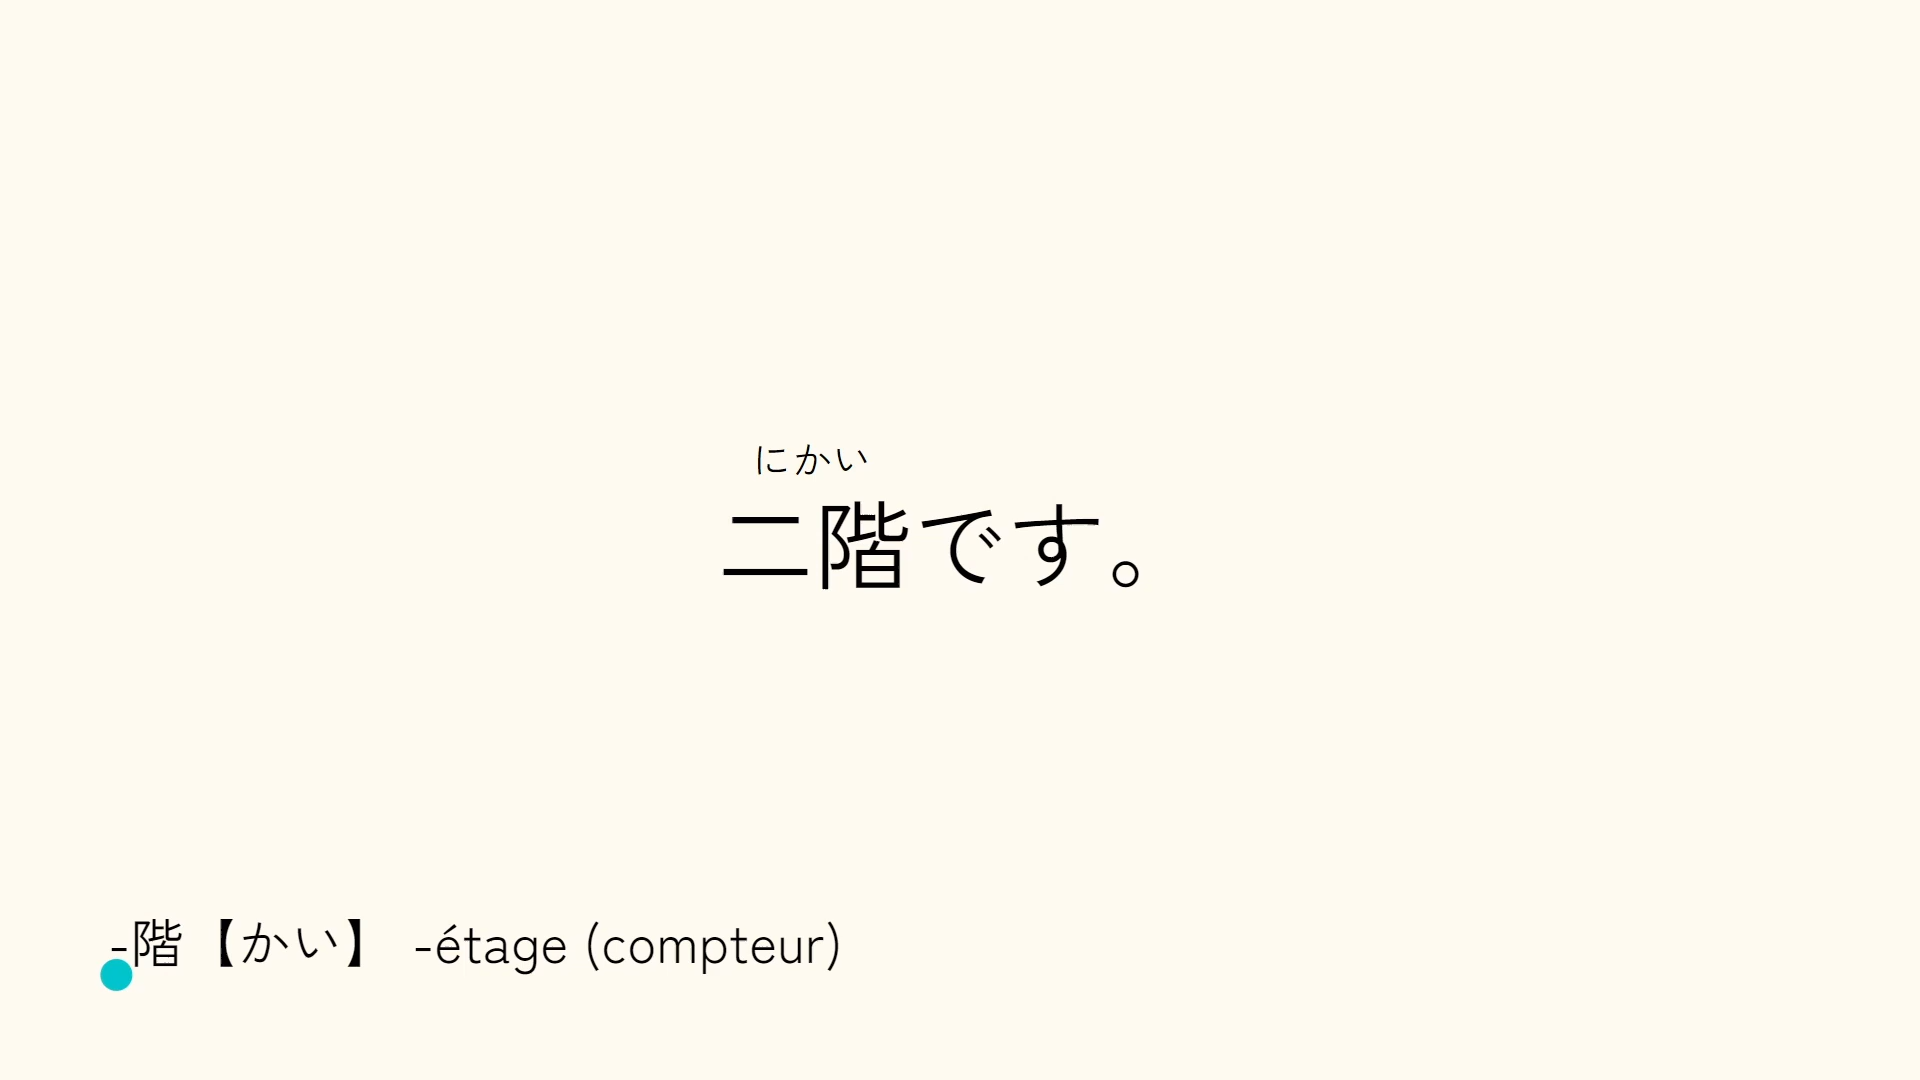 にかい
二階です。
-階【かい】 -étage (compteur)